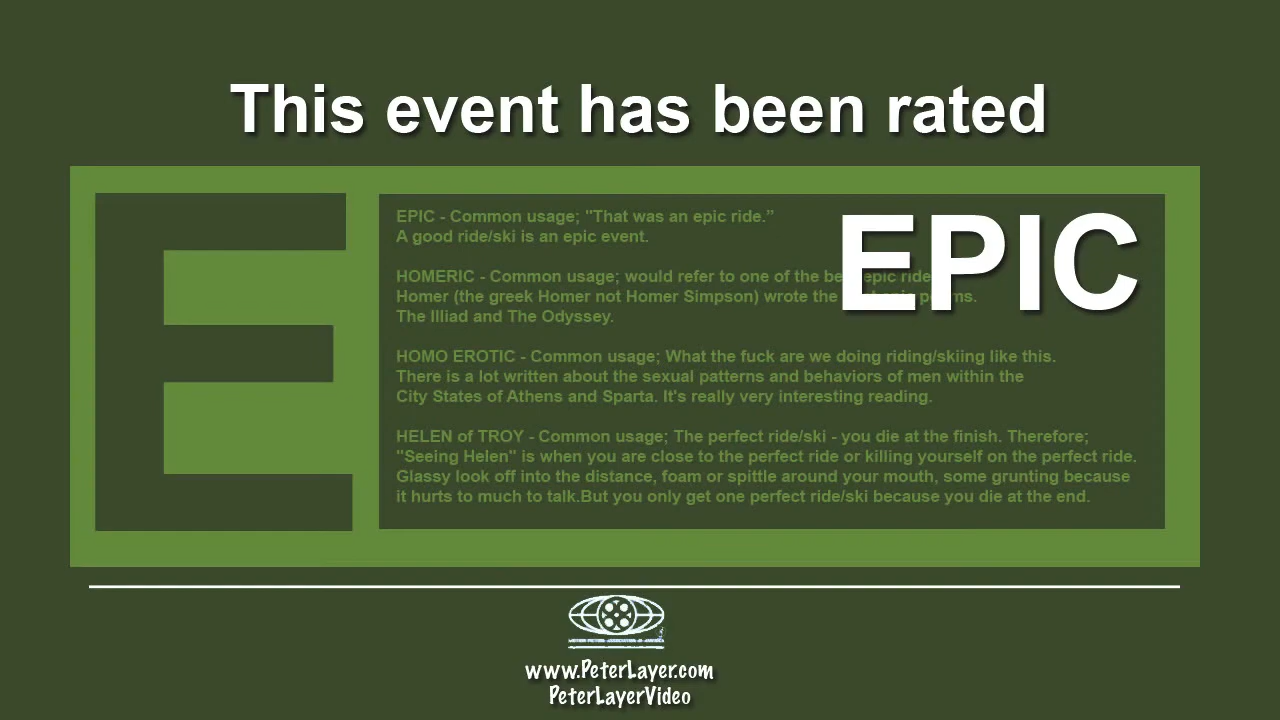 This event has been rated
E
EPIC
EPIC - Common usage; "That was an epic ride.”
A good ride/ski is an epic event.
HOMERIC - Common usage; would refer to one of the epic ride
Homer (the greek Homer not Homer Simpson) wrote the
The Illiad and The Odyssey.
HOMO EROTIC - Common usage; What the fuck are we doing riding/skiing like this.
There is a lot written about the sexual patterns and behaviors of men within the
City States of Athens and Sparta. It's really very interesting reading.
HELEN of TROY - Common usage; The perfect ride/ski - you die at the finish. Therefore;
"Seeing Helen" is when you are close to the perfect ride or killing yourself on the perfect ride.
Glassy look off into the distance, foam or spittle around your mouth, some grunting because
it hurts to much to talk.But you only get one perfect ride/ski because you die at the end.
www.PeterLayer.com
PeterLayerVideo